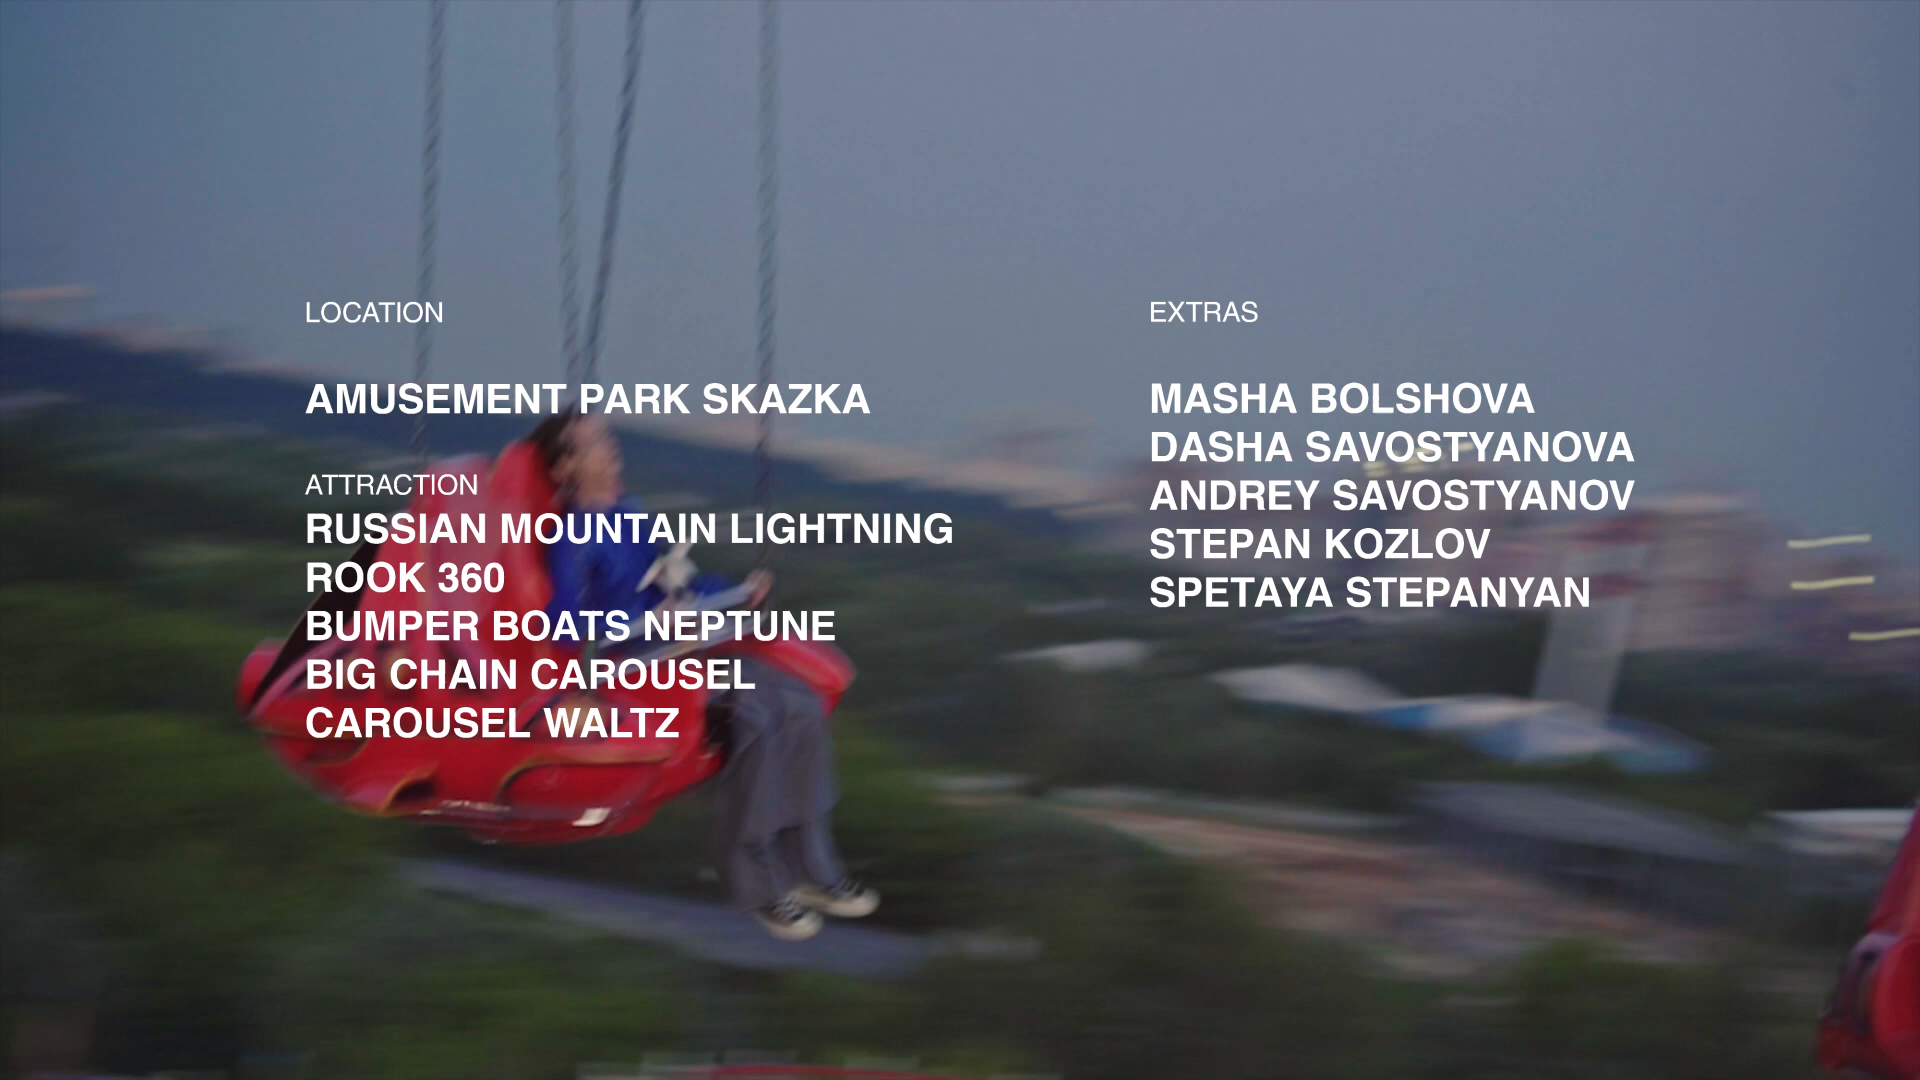 LOCATION
AMUSEMENT PARK SKAZKA
ATTRACTION
RUSSIAN MOUNTAIN LIGHTNING
ROOK 360
BUMPER BOATS NEPTUNE
BIG CHAIN CAROUSEL
CAROUSEL WALTZ
EXTRAS
MASHA BOLSHOVA
DASHA SAVOSTYANOVA
ANDREY SAVOSTYANOV
STEPAN KOZLOV
SPETAYA STEPANYAN